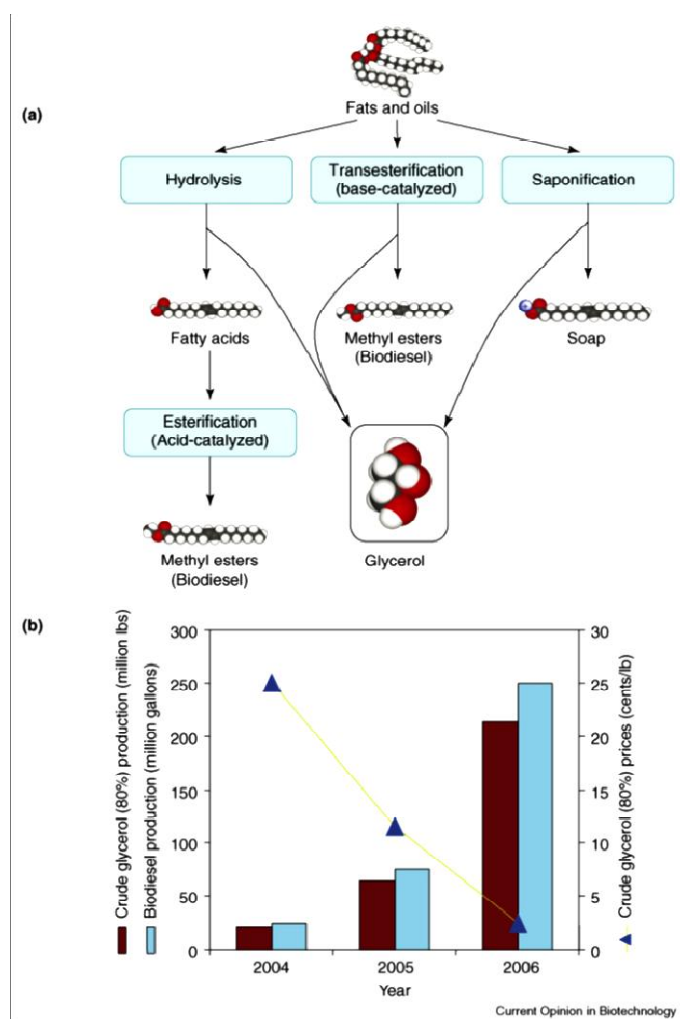 (a)
Fats and oils
Hydrolysis
Transesterification
(base-catalyzed)
Saponification
Fatty acids
Methyl esters
(Biodiesel)
Soap
Esterification
(Acid-catalyzed)
Methyl esters
(Biodiesel)
Glycerol
(b)
Crude glycerol (80%) production (million lbs)
Biodiesel production (million gallons)
300
250
200
150
100
50
0
30
25
20
15
10
5
0
Crude glycerol (80%) prices (cents/lb)
2004
2005
2006
Year
Current Opinion in Biotechnology